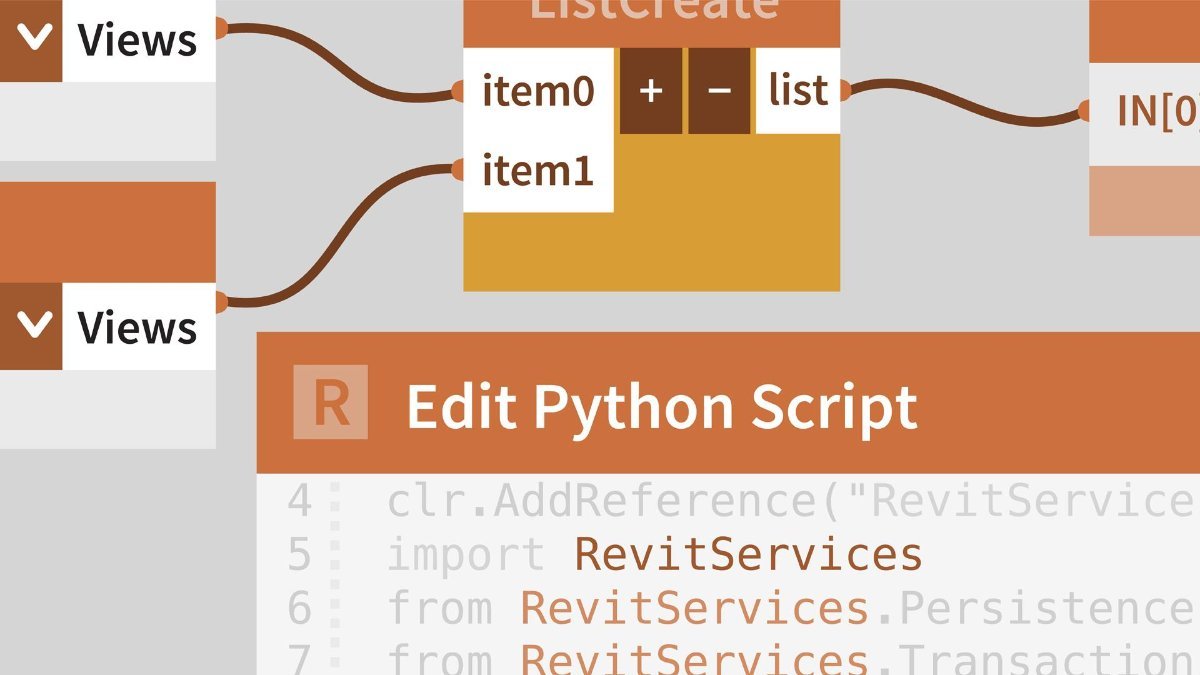 Views
ListCreate
item0 + − list
IN[0]
item1
Views
R Edit Python Script
4 clr.AddReference("RevitService
5 import RevitServices
6 from RevitServices.Persistence
7 from RevitServices.Transaction